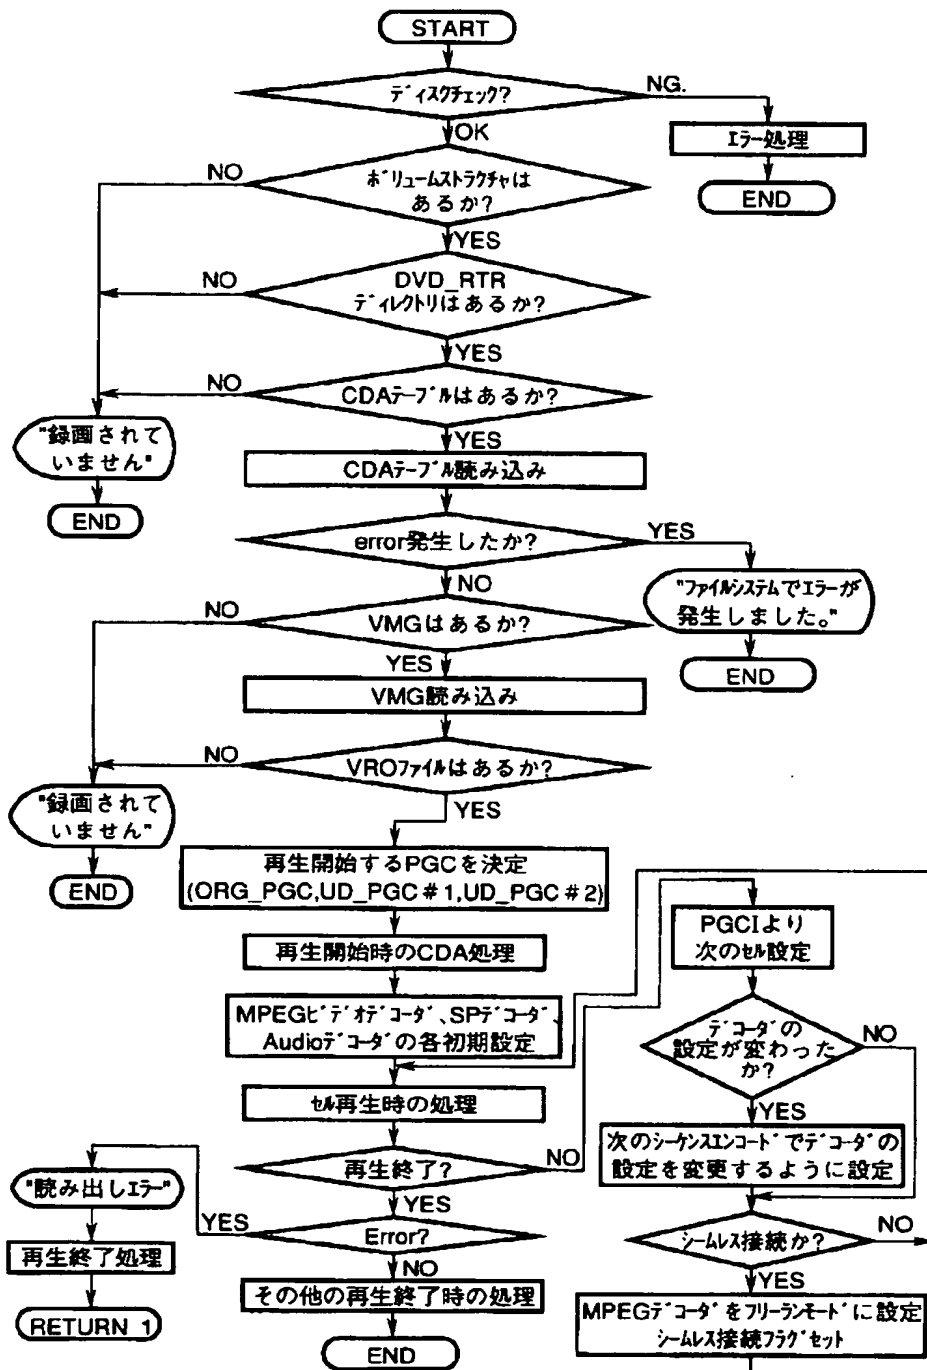 START
ディスクチェック?
NG.
OK
エラー処理
END
ボリュームストラクチャは
あるか?
NO
YES
DVD_RTR
ディレクトリはあるか?
NO
YES
CDAテーブルはあるか?
NO
YES
"録画されて
いません"
END
CDAテーブル読み込み
error発生したか?
YES
NO
"ファイルシステムでエラーが
発生しました。"
END
VMGはあるか?
NO
YES
VMG読み込み
VROファイルはあるか?
NO
YES
"録画されて
いません"
END
再生開始するPGCを決定
(ORG_PGC,UD_PGC#1,UD_PGC#2)
再生開始時のCDA処理
MPEGビデオデコーダ、SPデコーダ、
Audioデコーダの各初期設定
セル再生時の処理
再生終了?
NO
YES
Error?
YES
NO
"読み出しエラー"
再生終了処理
RETURN 1
その他の再生終了時の処理
END
PGCIより
次のセル設定
デコーダの
設定が変わった
か?
NO
YES
次のシーケンスエンコードでデコーダの
設定を変更するように設定
シームレス接続か?
NO
YES
MPEGデコーダをフリーランモードに設定
シームレス接続フラグセット